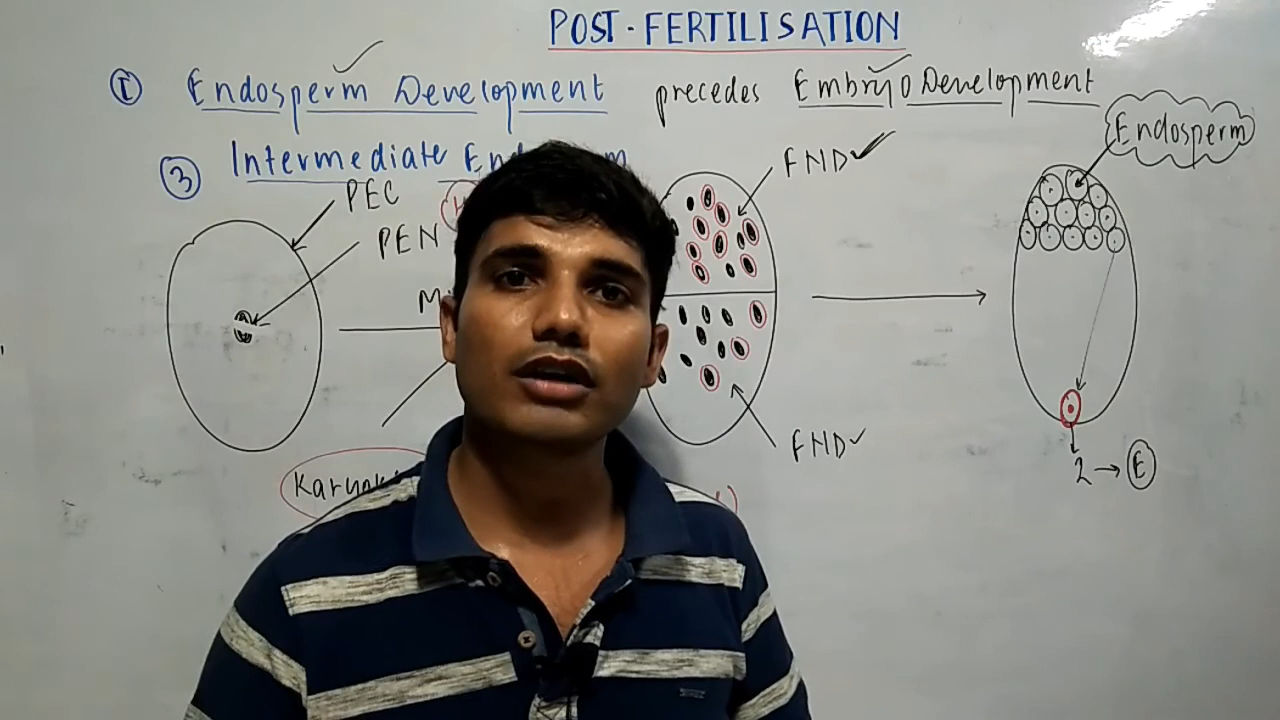 POST-FERTILISATION
① Endosperm Development precedes Embryo Development
③ Intermediate
Endosperm
PEC
PEN
FND
FND
2 → E